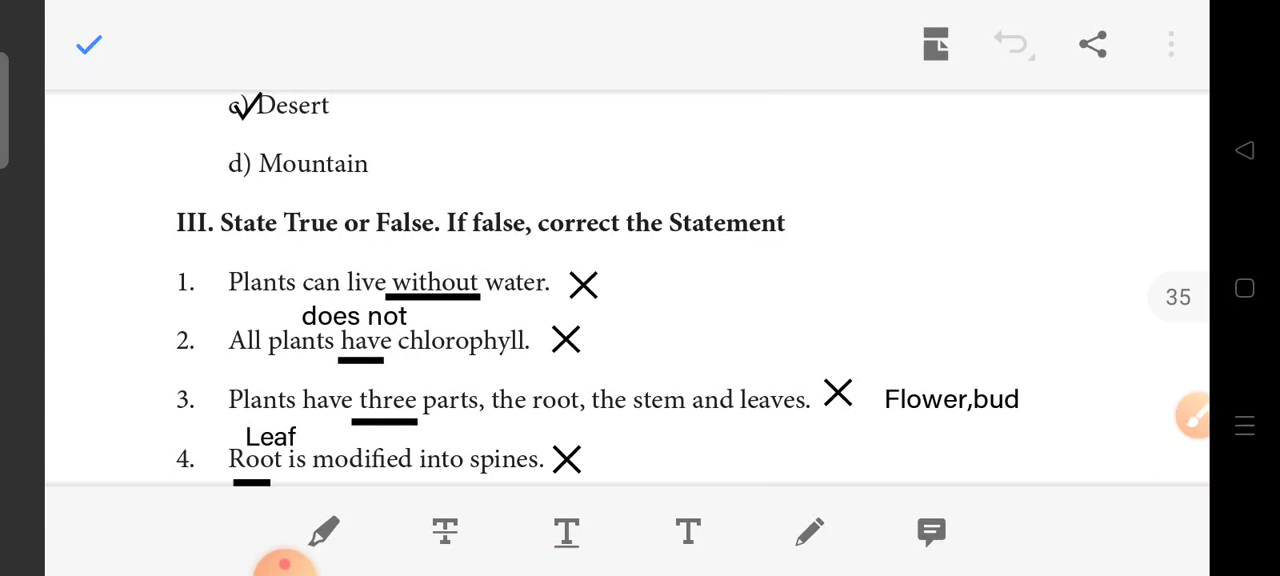 c) Desert
d) Mountain
III. State True or False. If false, correct the Statement
1. Plants can live without water.
does not
2. All plants have chlorophyll.
3. Plants have three parts, the root, the stem and leaves. Flower,bud
Leaf
4. Root is modified into spines.
35